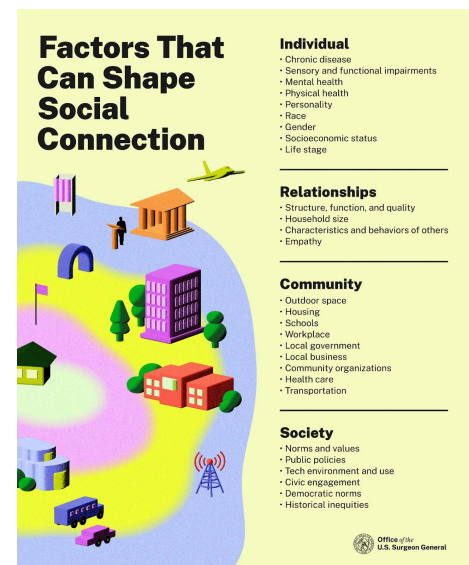 Factors That
Can Shape
Social
Connection
Individual
• Chronic disease
• Sensory and functional impairments
• Mental health
• Physical health
• Personality
• Race
• Gender
• Socioeconomic status
• Life stage
Relationships
• Structure, function, and quality
• Household size
• Characteristics and behaviors of others
• Empathy
Community
• Outdoor space
• Housing
• Schools
• Workplace
• Local government
• Local business
• Community organizations
• Health care
• Transportation
Society
• Norms and values
• Public policies
• Tech environment and use
• Civic engagement
• Democratic norms
• Historical inequities
Office of the
U.S. Surgeon General